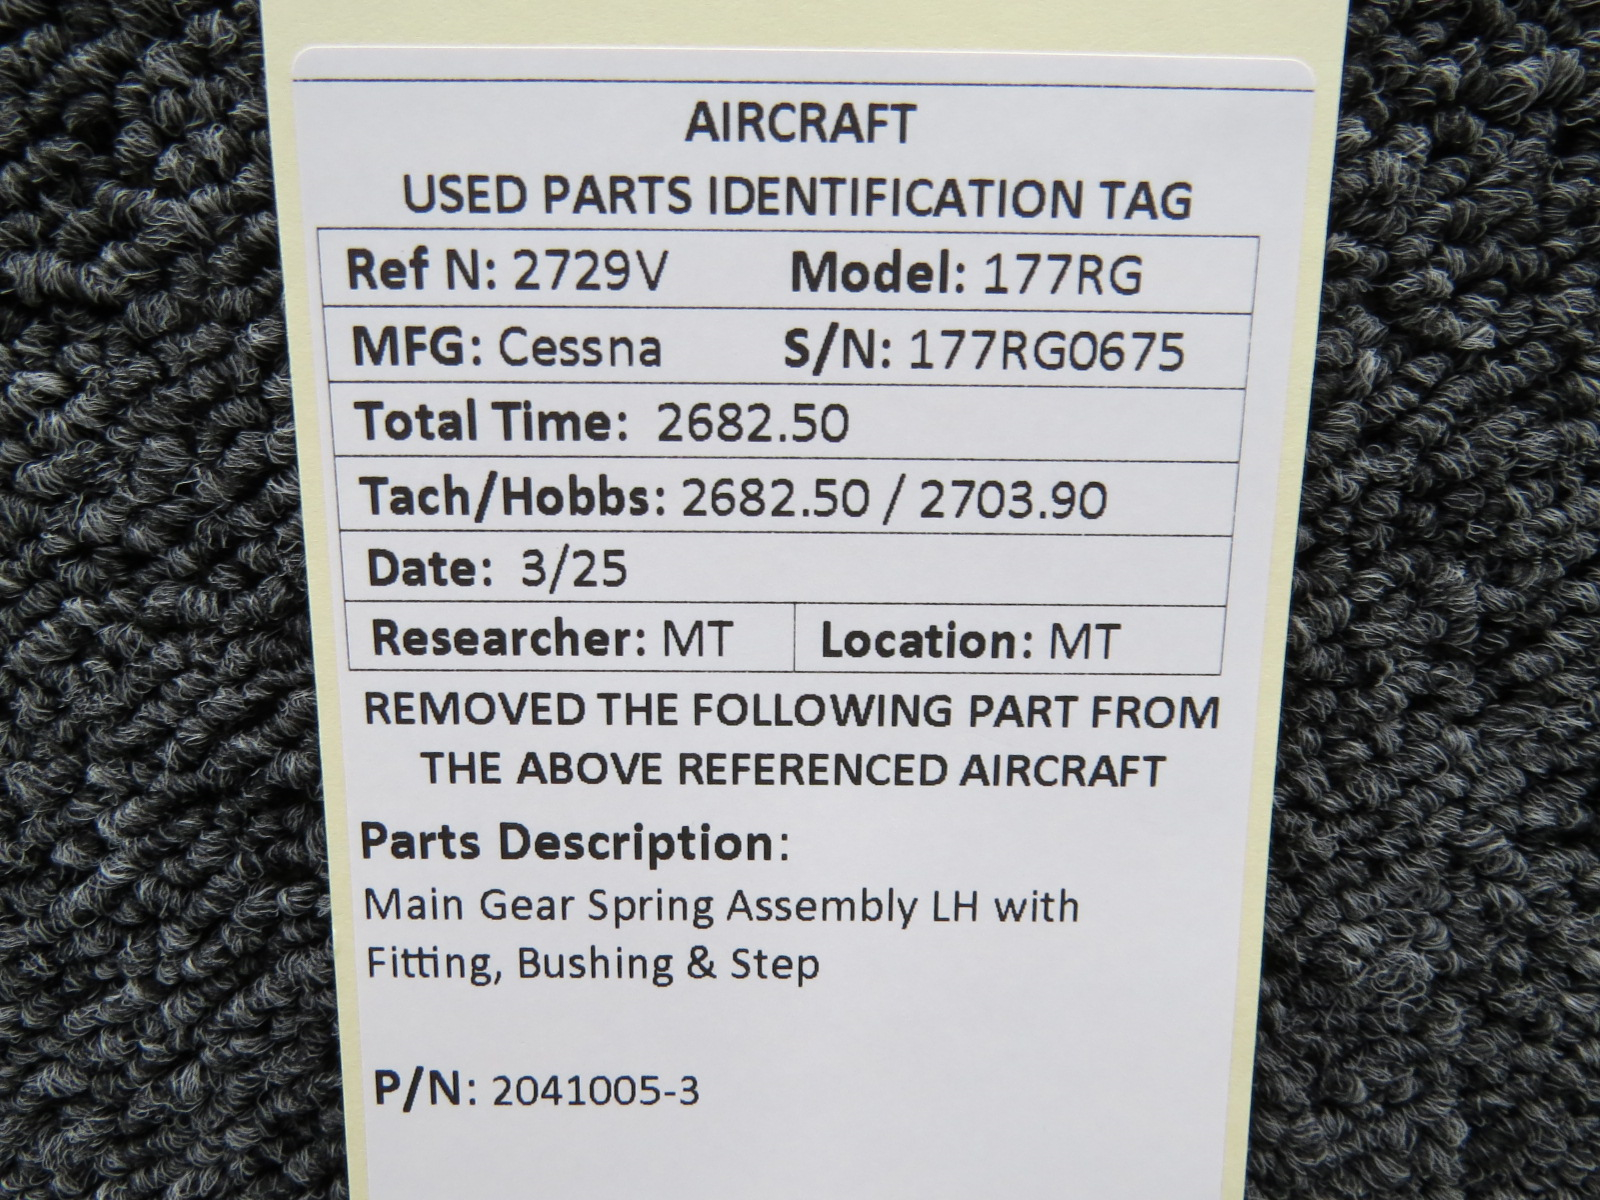 AIRCRAFT
USED PARTS IDENTIFICATION TAG
Ref N: 2729V Model: 177RG
MFG: Cessna S/N: 177RG0675
Total Time: 2682.50
Tach/Hobbs: 2682.50 / 2703.90
Date: 3/25
Researcher: MT Location: MT
REMOVED THE FOLLOWING PART FROM
THE ABOVE REFERENCED AIRCRAFT
Parts Description:
Main Gear Spring Assembly LH with
Fitting, Bushing & Step
P/N: 2041005-3